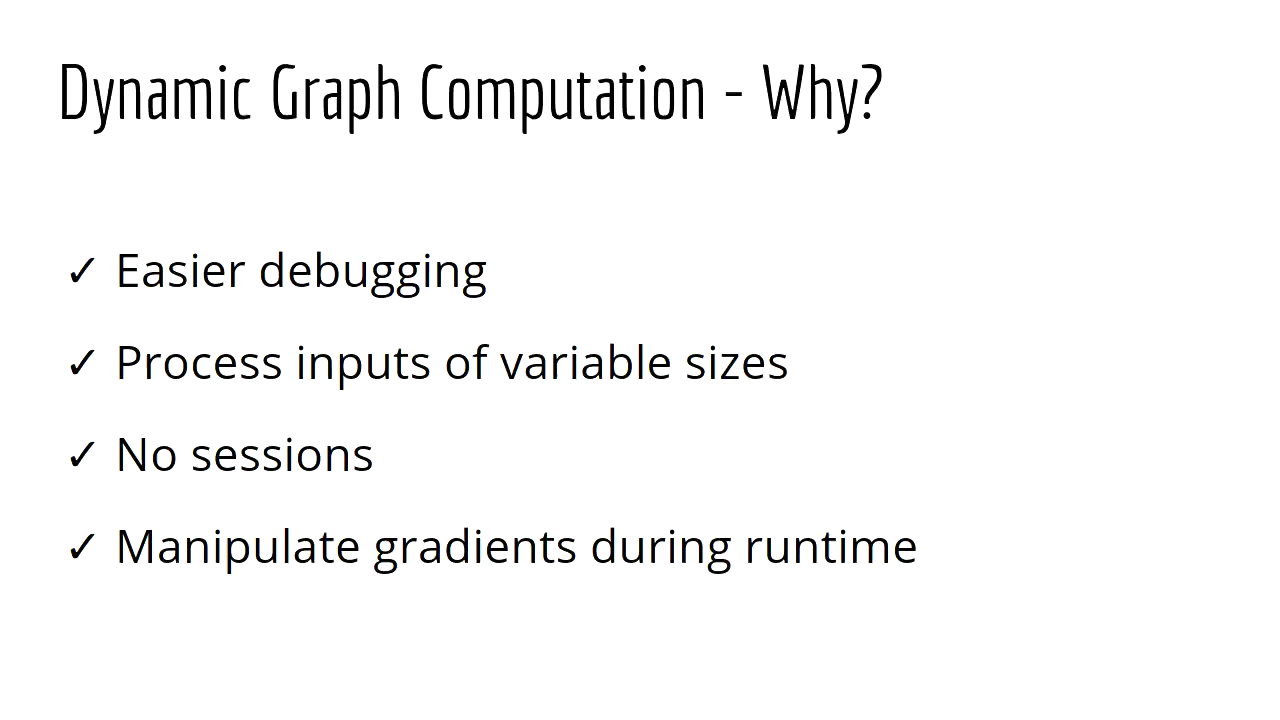 Dynamic Graph Computation - Why?
✓ Easier debugging
✓ Process inputs of variable sizes
✓ No sessions
✓ Manipulate gradients during runtime